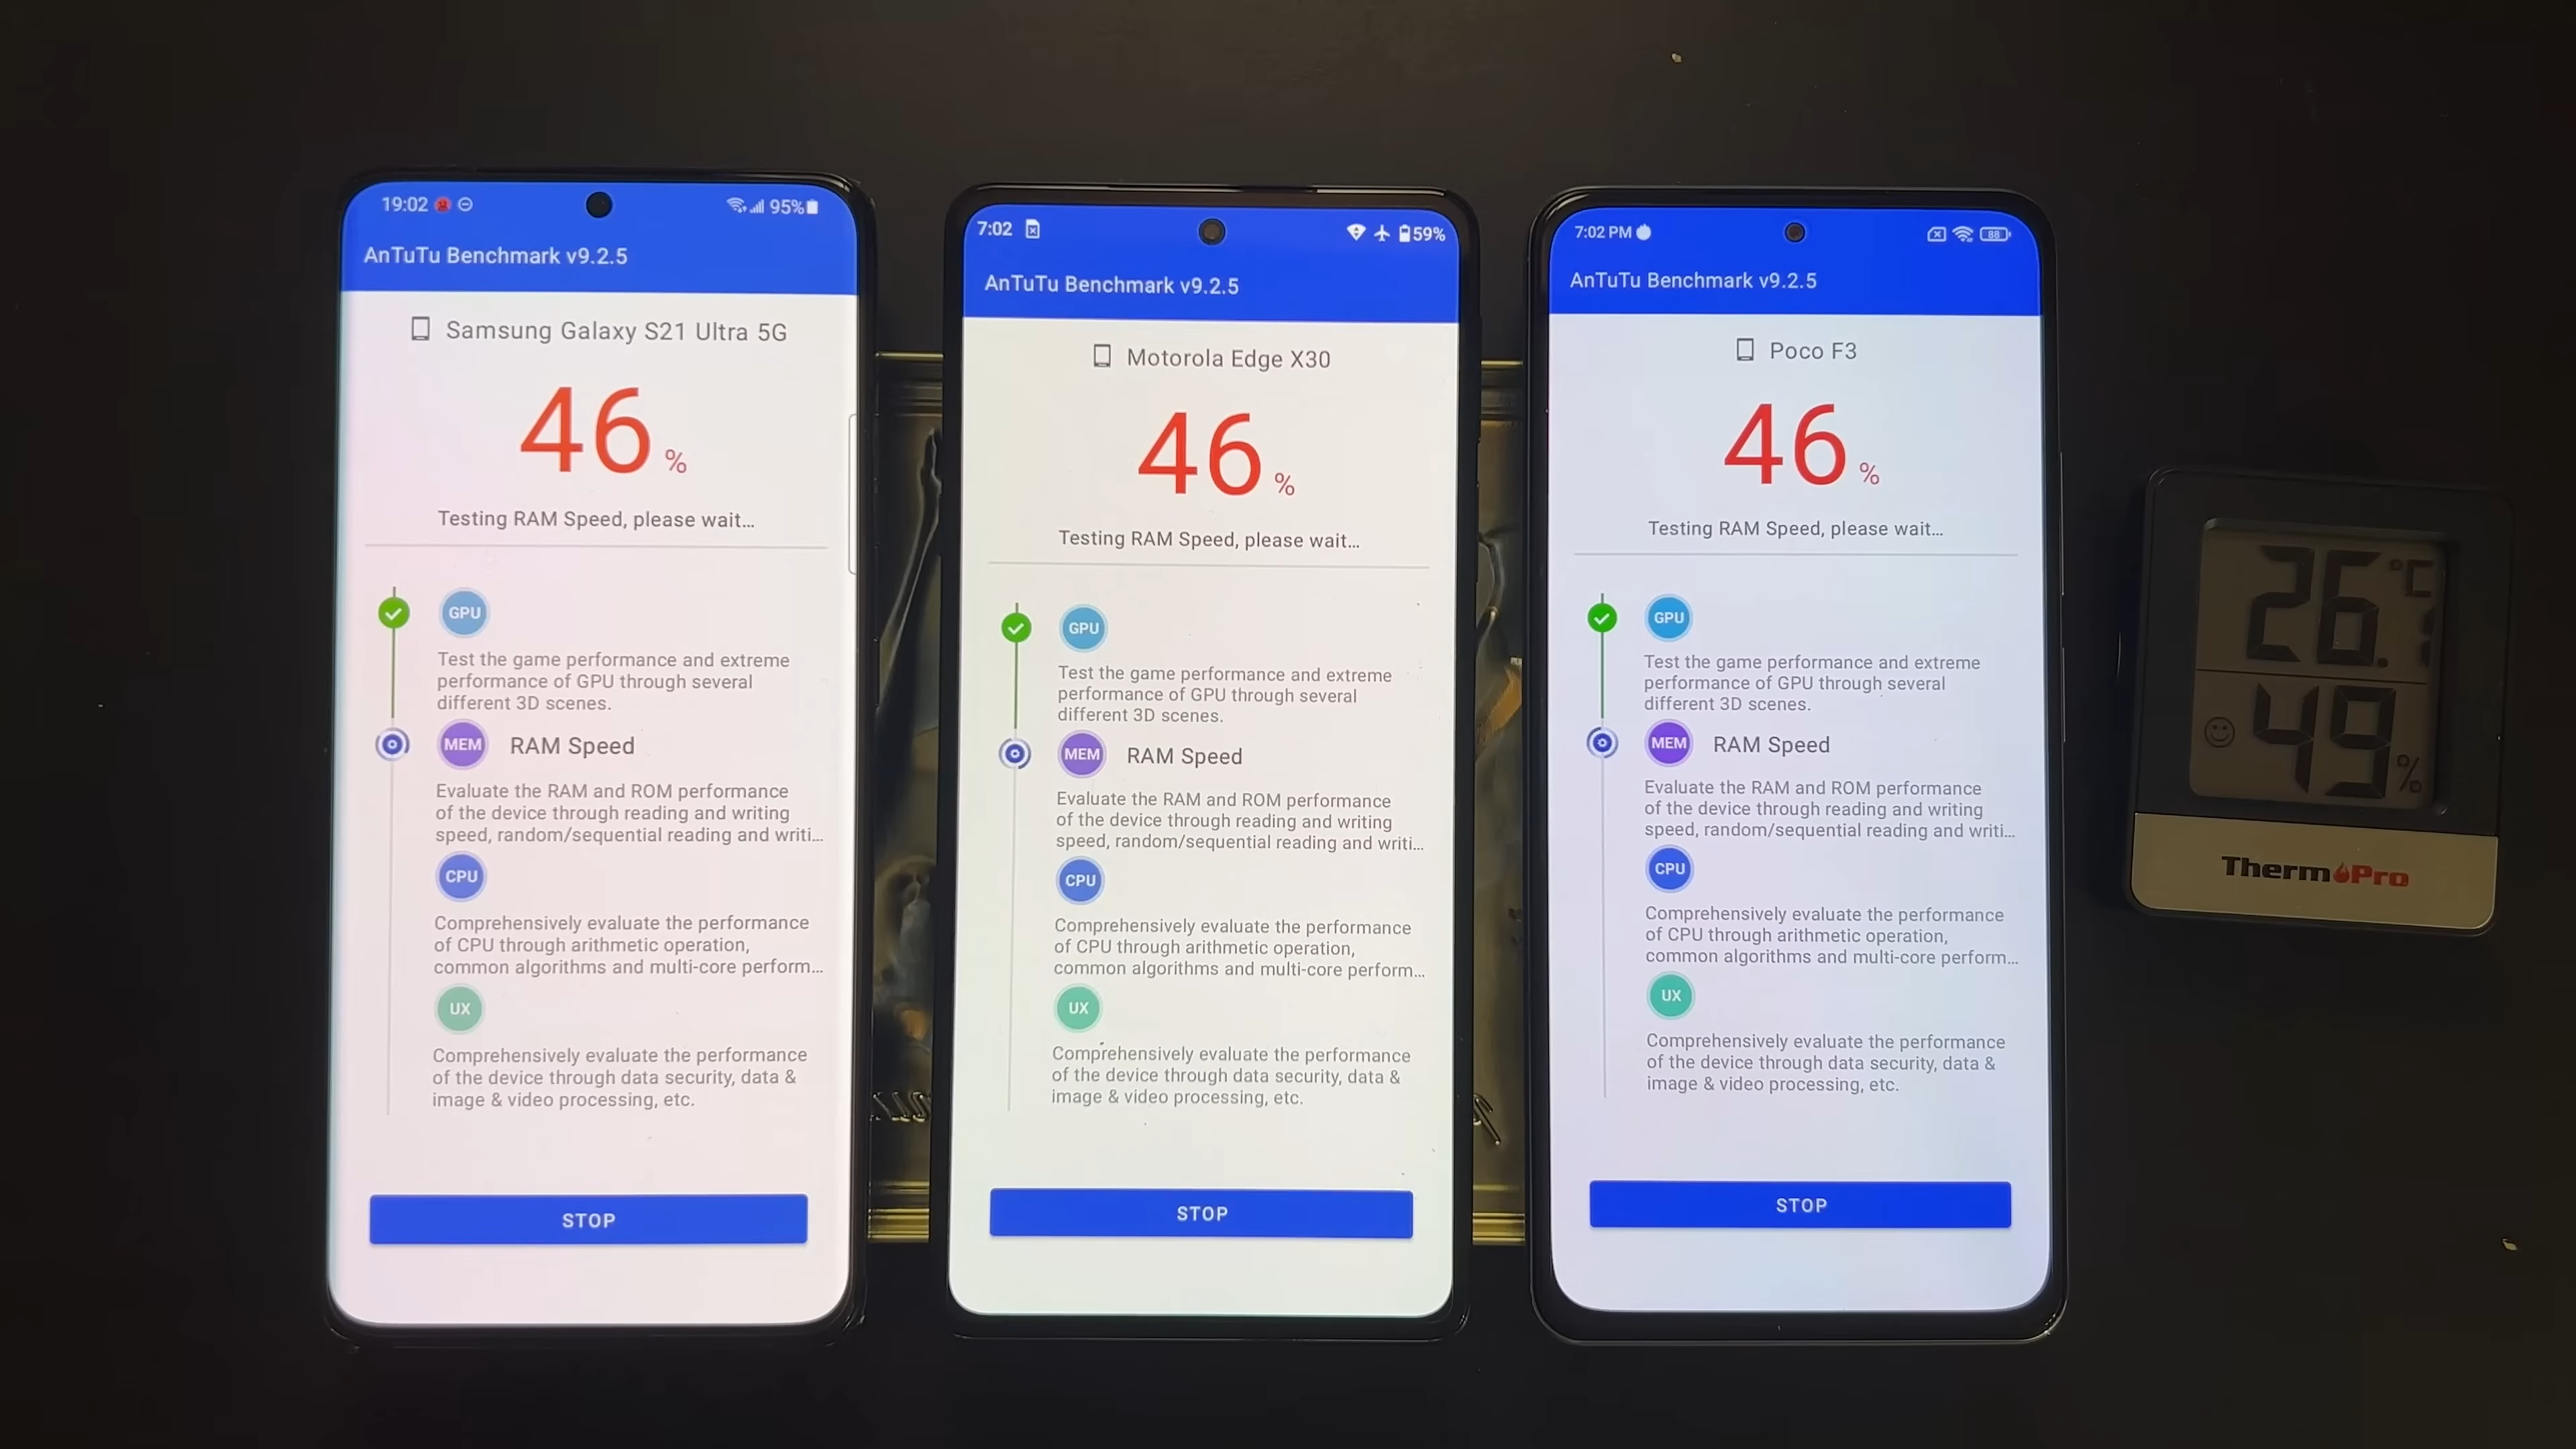 19:02 95%
AnTuTu Benchmark v9.2.5
Samsung Galaxy S21 Ultra 5G
46 %
Testing RAM Speed, please wait...
GPU
Test the game performance and extreme
performance of GPU through several
different 3D scenes.
MEM RAM Speed
Evaluate the RAM and ROM performance
of the device through reading and writing
speed, random/sequential reading and writi...
CPU
Comprehensively evaluate the performance
of CPU through arithmetic operation,
common algorithms and multi-core perform...
UX
Comprehensively evaluate the performance
of the device through data security, data &
image & video processing, etc.
STOP
7:02 59%
AnTuTu Benchmark v9.2.5
Motorola Edge X30
46 %
Testing RAM Speed, please wait...
GPU
Test the game performance and extreme
performance of GPU through several
different 3D scenes.
MEM RAM Speed
Evaluate the RAM and ROM performance
of the device through reading and writing
speed, random/sequential reading and writi...
CPU
Comprehensively evaluate the performance
of CPU through arithmetic operation,
common algorithms and multi-core perform...
UX
Comprehensively evaluate the performance
of the device through data security, data &
image & video processing, etc.
STOP
7:02 PM 88
AnTuTu Benchmark v9.2.5
Poco F3
46 %
Testing RAM Speed, please wait...
GPU
Test the game performance and extreme
performance of GPU through several
different 3D scenes.
MEM RAM Speed
Evaluate the RAM and ROM performance
of the device through reading and writing
speed, random/sequential reading and writi...
CPU
Comprehensively evaluate the performance
of CPU through arithmetic operation,
common algorithms and multi-core perform...
UX
Comprehensively evaluate the performance
of the device through data security, data &
image & video processing, etc.
STOP
26. °C
49%
ThermoPro